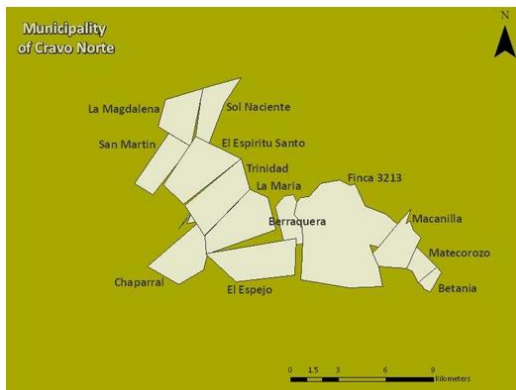 Municipality
of Cravo Norte
N
La Magdalena
Sol Naciente
San Martin
El Espiritu Santo
Trinidad
La Maria
Finca 3213
Berraquera
Macanilla
Matecorozo
Chaparral
El Espejo
Betania
0 1.5 3 6 9
Kilometers